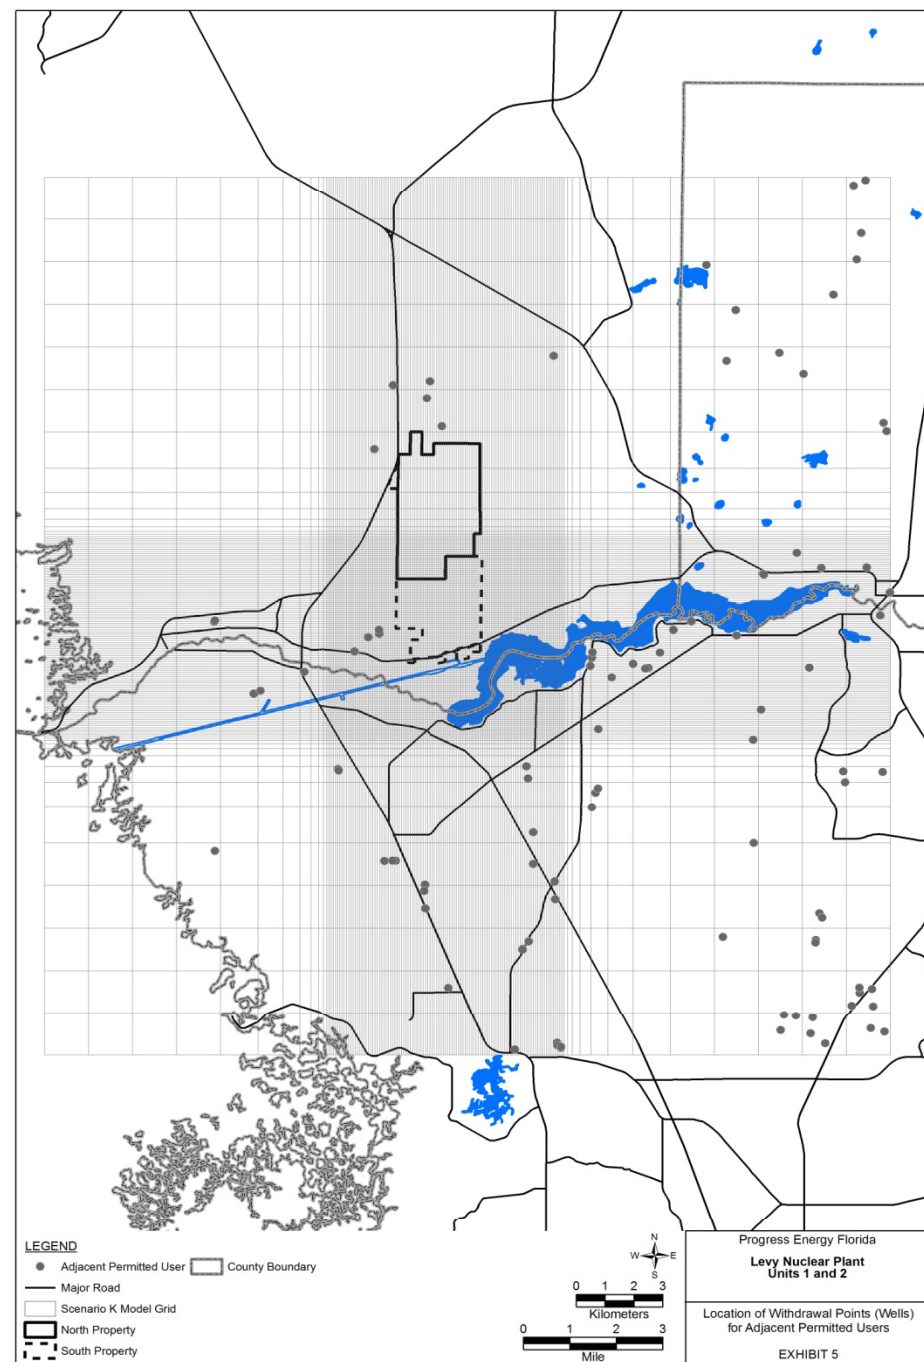 LEGEND
Adjacent Permitted User County Boundary
Major Road
Scenario K Model Grid
North Property
South Property
N
W E
S
0 1 2 3
Kilometers
0 1 2 3
Mile
Progress Energy Florida
Levy Nuclear Plant
Units 1 and 2
Location of Withdrawal Points (Wells)
for Adjacent Permitted Users
EXHIBIT 5